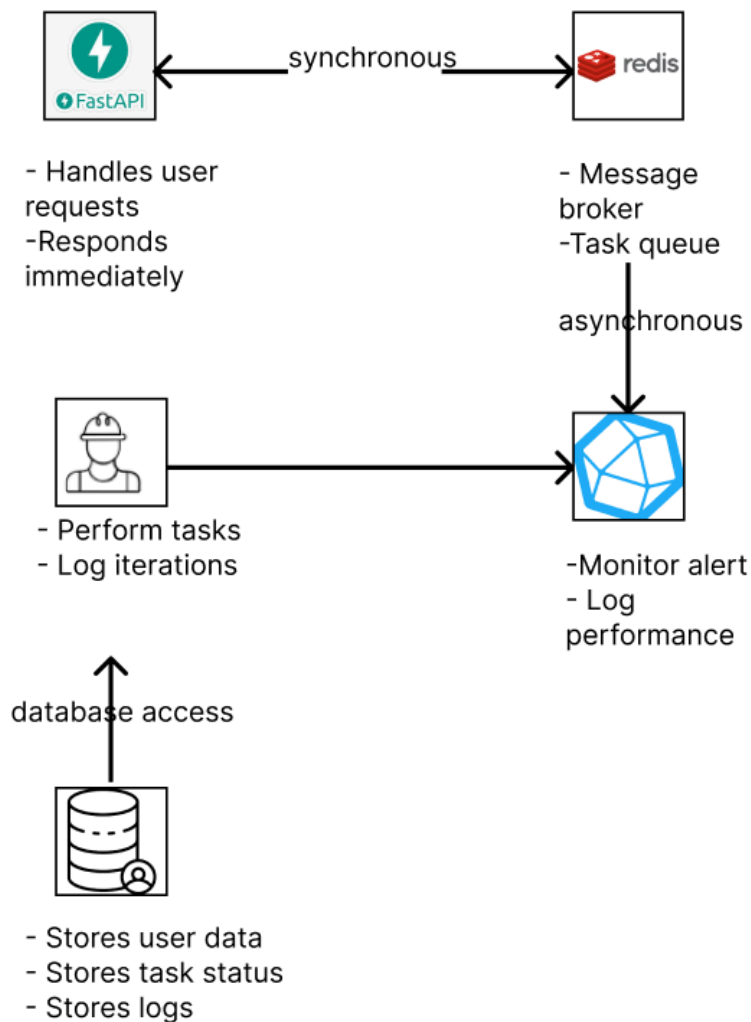 synchronous
FastAPI
redis
- Handles user
requests
-Responds
immediately
- Message
broker
-Task queue
asynchronous
- Perform tasks
- Log iterations
-Monitor alert
- Log
performance
database access
- Stores user data
- Stores task status
- Stores logs